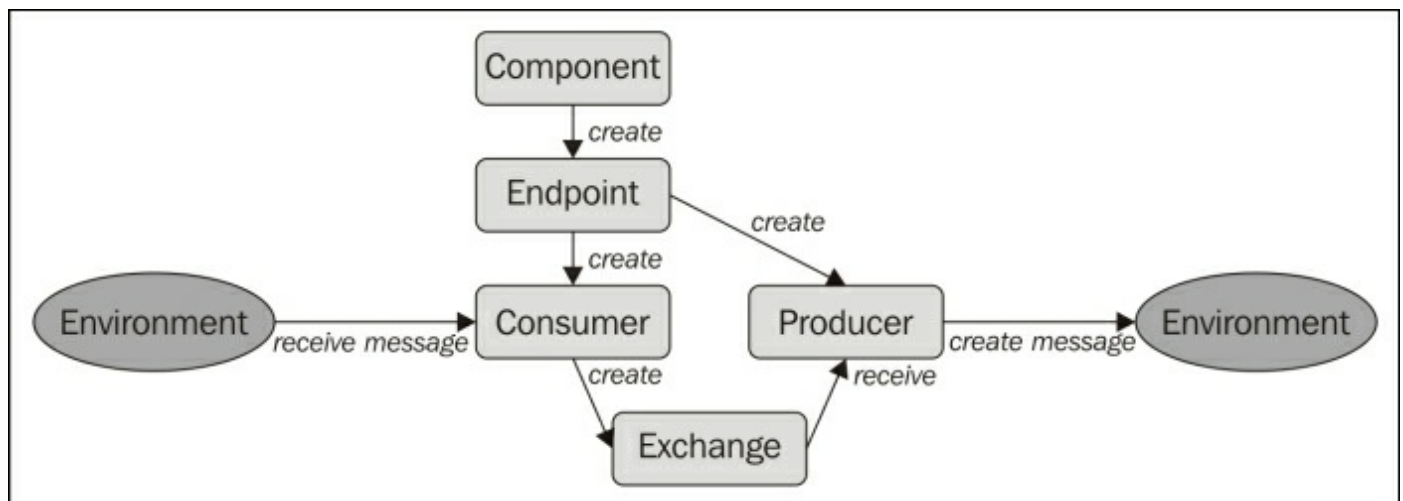 Component
create
Endpoint
create
create
Environment
receive message
Consumer
Producer
create message
Environment
create
receive
Exchange